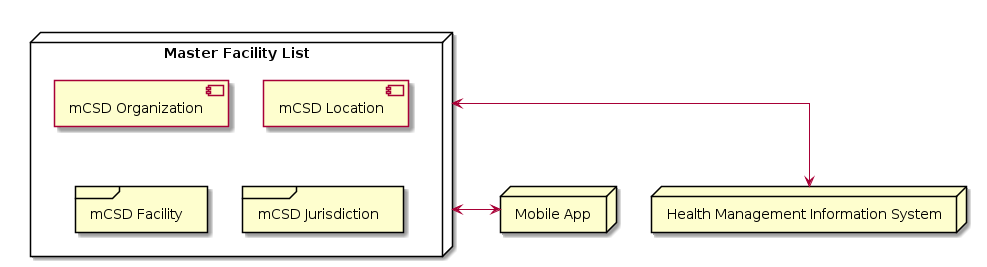 Master Facility List
mCSD Organization
mCSD Location
mCSD Facility
mCSD Jurisdiction
Mobile App
Health Management Information System